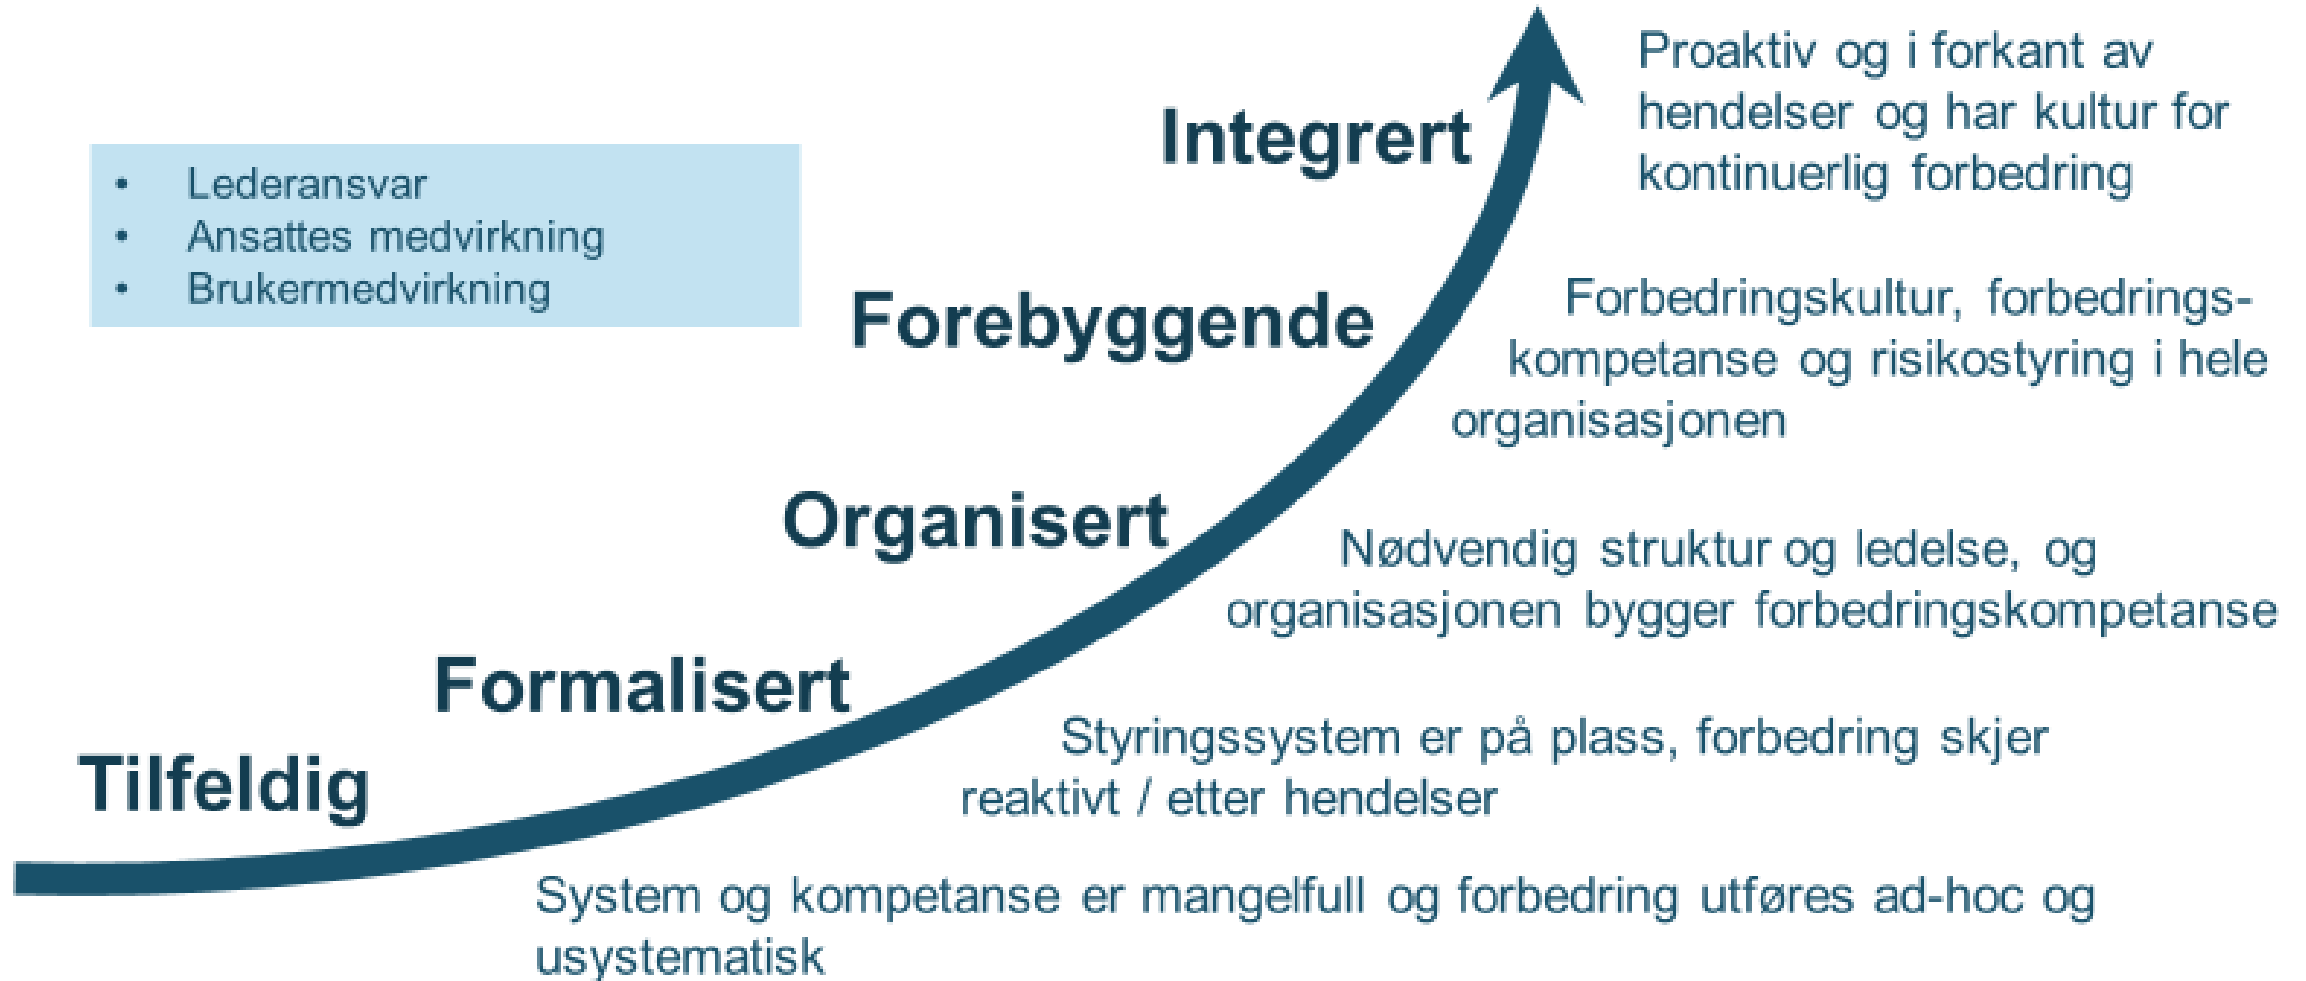 Proaktiv og i forkant av
hendelser og har kultur for
kontinuerlig forbedring
Integrert
• Lederansvar
• Ansattes medvirkning
• Brukermedvirkning
Forebyggende
Forbedringskultur, forbedrings-
kompetanse og risikostyring i hele
organisasjonen
Organisert
Nødvendig struktur og ledelse, og
organisasjonen bygger forbedringskompetanse
Formalisert
Styringssystem er på plass, forbedring skjer
reaktivt / etter hendelser
Tilfeldig
System og kompetanse er mangelfull og forbedring utføres ad-hoc og
usystematisk